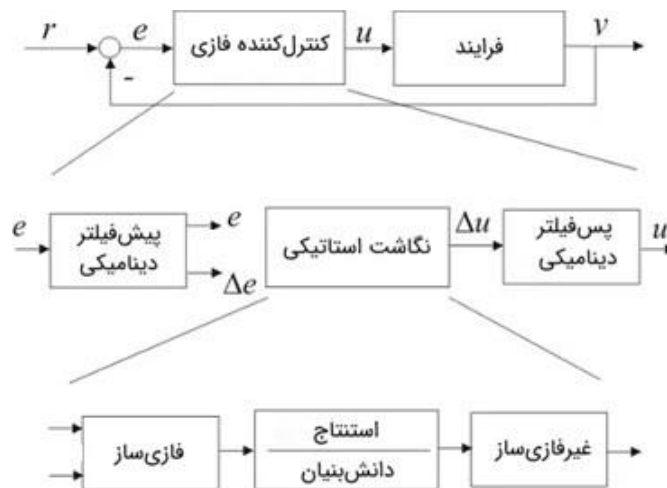 r
e
کنترل‌کننده فازی
u
فرایند
v
-
e
پیش‌فیلتر
دینامیکی
e
Δe
نگاشت استاتیکی
Δu
پس‌فیلتر
دینامیکی
u
فازی‌ساز
استنتاج
دانش‌بنیان
غیرفازی‌ساز